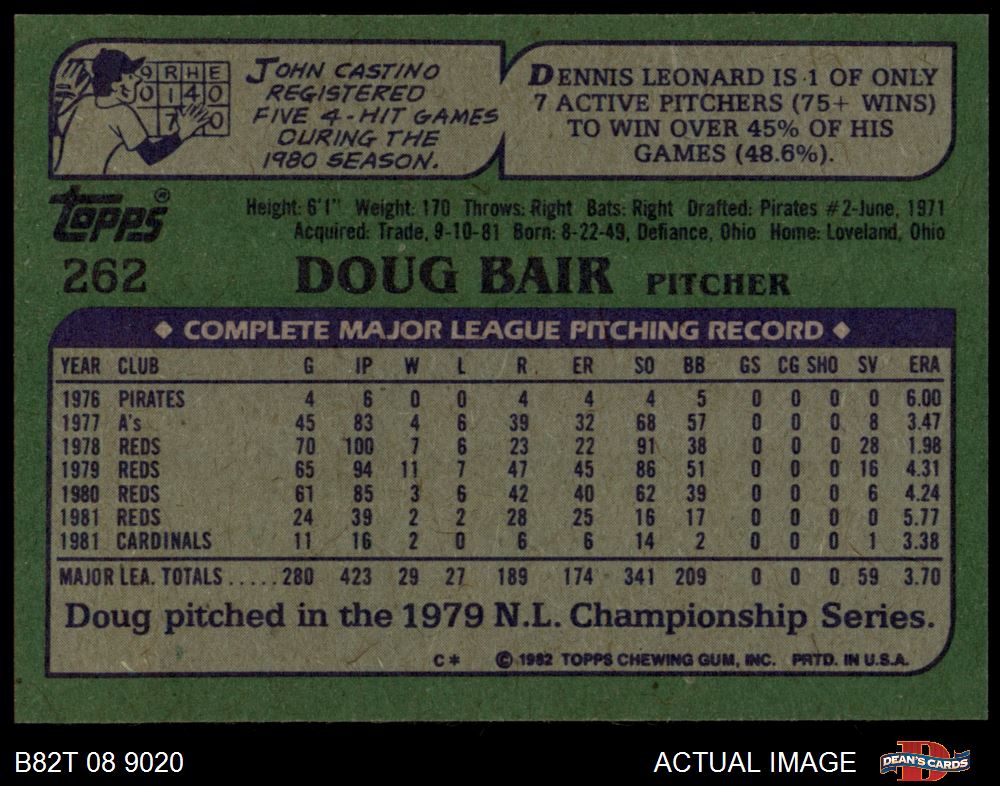 9 R H E
0 1 4 0
7 0
JOHN CASTINO
REGISTERED
FIVE 4-HIT GAMES
DURING THE
1980 SEASON.
DENNIS LEONARD IS 1 OF ONLY
7 ACTIVE PITCHERS (75+ WINS)
TO WIN OVER 45% OF HIS
GAMES (48.6%).
topps®
Height: 6'1" Weight: 170 Throws: Right Bats: Right Drafted: Pirates #2-June, 1971
Acquired: Trade, 9-10-81 Born: 8-22-49, Defiance, Ohio Home: Loveland, Ohio
262 DOUG BAIR PITCHER
◆ COMPLETE MAJOR LEAGUE PITCHING RECORD ◆
YEAR CLUB G IP W L R ER SO BB GS CG SHO SV ERA
1976 PIRATES 4 6 0 0 4 4 4 5 0 0 0 0 6.00
1977 A's 45 83 4 6 39 32 68 57 0 0 0 8 3.47
1978 REDS 70 100 7 6 23 22 91 38 0 0 0 28 1.98
1979 REDS 65 94 11 7 47 45 86 51 0 0 0 16 4.31
1980 REDS 61 85 3 6 42 40 62 39 0 0 0 6 4.24
1981 REDS 24 39 2 2 28 25 16 17 0 0 0 0 5.77
1981 CARDINALS 11 16 2 0 6 6 14 2 0 0 0 1 3.38
MAJOR LEA. TOTALS.....280 423 29 27 189 174 341 209 0 0 0 59 3.70
Doug pitched in the 1979 N.L. Championship Series.
C* © 1982 TOPPS CHEWING GUM, INC. PRTD. IN U.S.A.
B82T 08 9020 ACTUAL IMAGE D DEAN'S CARDS